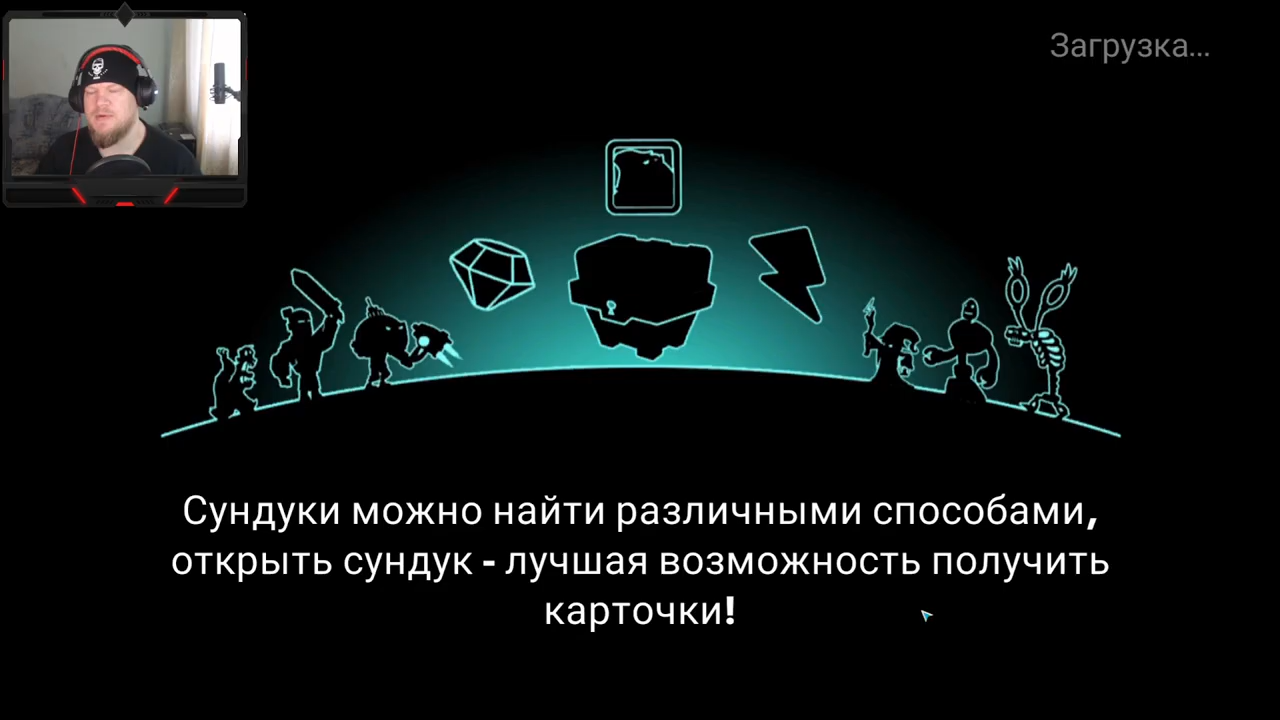 Загрузка...
Сундуки можно найти различными способами,
открыть сундук - лучшая возможность получить
карточки!